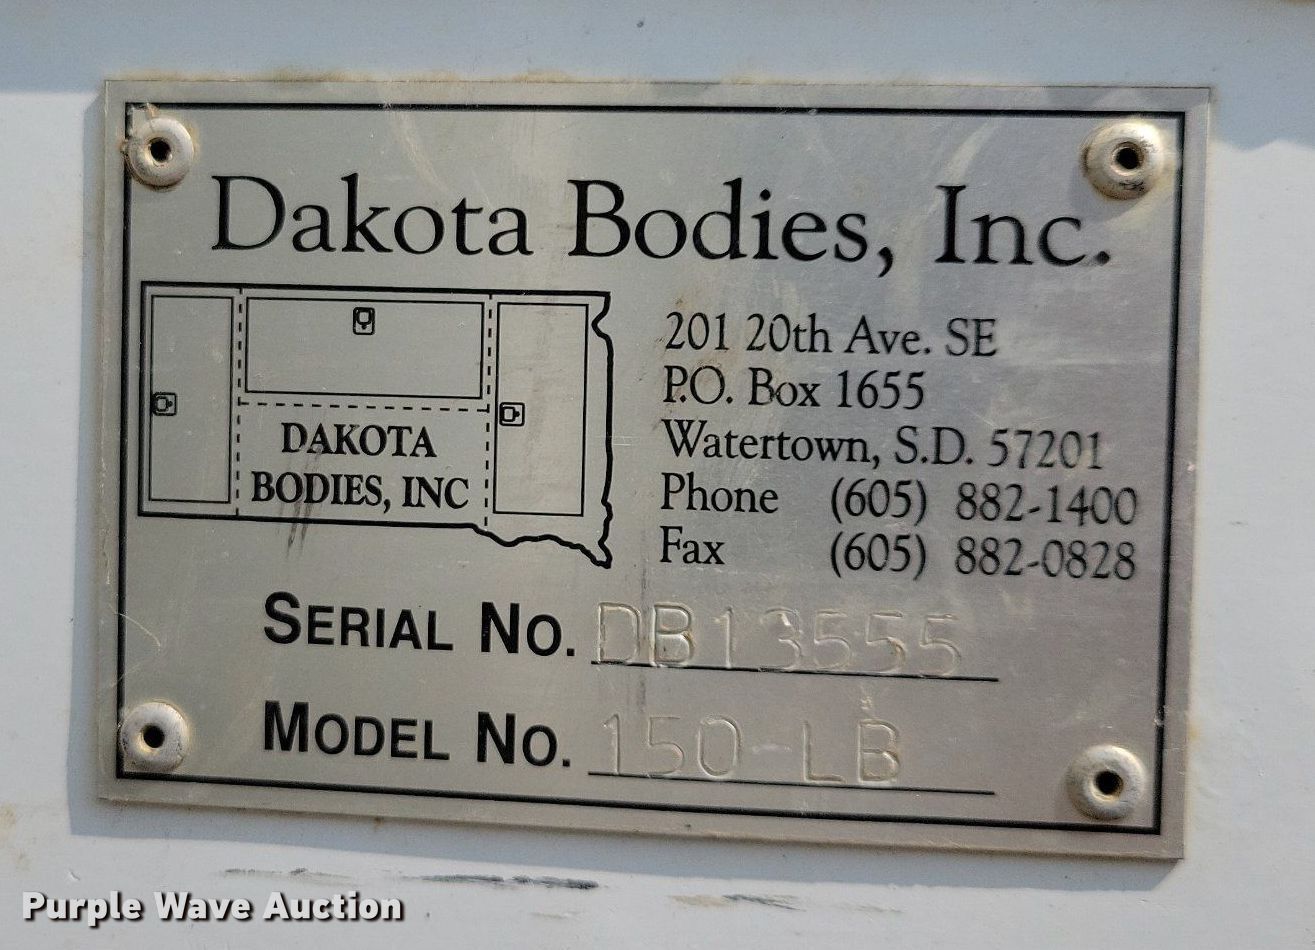 Dakota Bodies, Inc.
DAKOTA
BODIES, INC
201 20th Ave. SE
P.O. Box 1655
Watertown, S.D. 57201
Phone (605) 882-1400
Fax (605) 882-0828
SERIAL NO. DB13555
MODEL NO. 150-LB
Purple Wave Auction